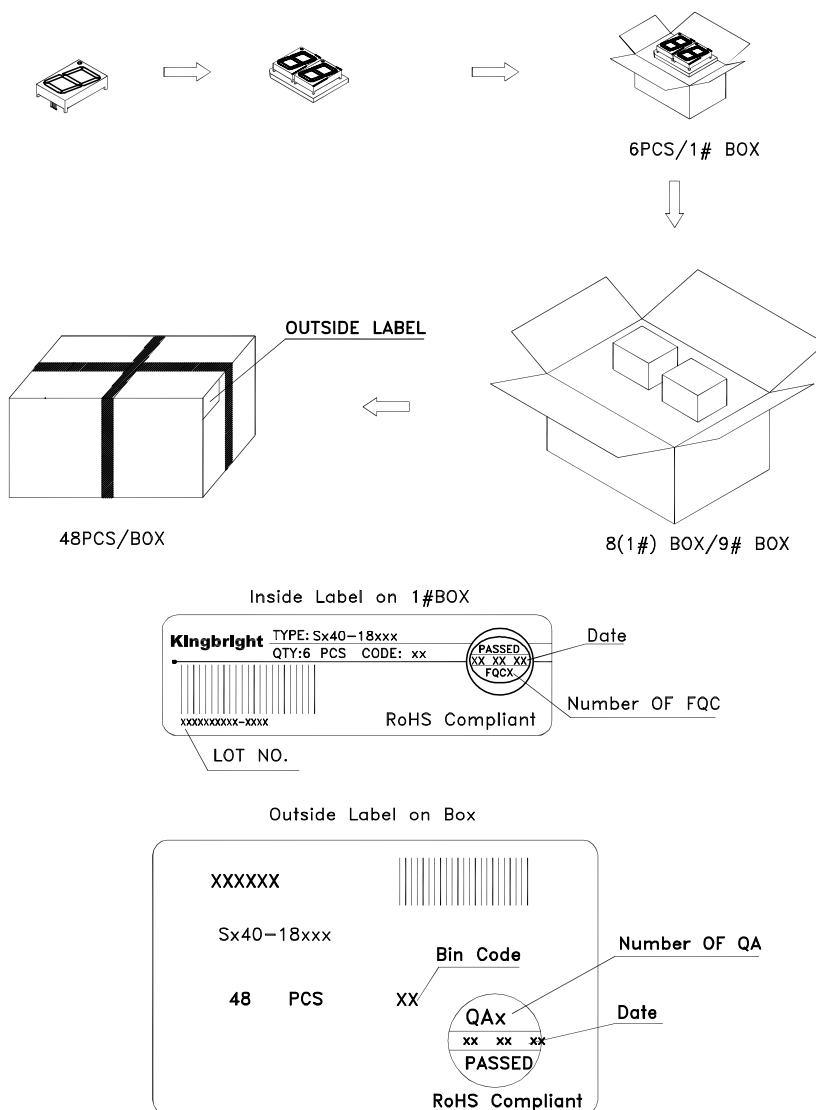 6PCS/1# BOX
OUTSIDE LABEL
48PCS/BOX
8(1#) BOX/9# BOX
Inside Label on 1#BOX
Kingbright
TYPE: Sx40-18xxx
QTY:6 PCS CODE: xx
PASSED
XX XX XX
FQCX
Date
Number OF FQC
XXXXXXXXXX-XXXX
RoHS Compliant
LOT NO.
Outside Label on Box
XXXXXX
Sx40-18xxx
Bin Code
Number OF QA
48 PCS
XX
QAx
Date
xx xx xx
PASSED
RoHS Compliant